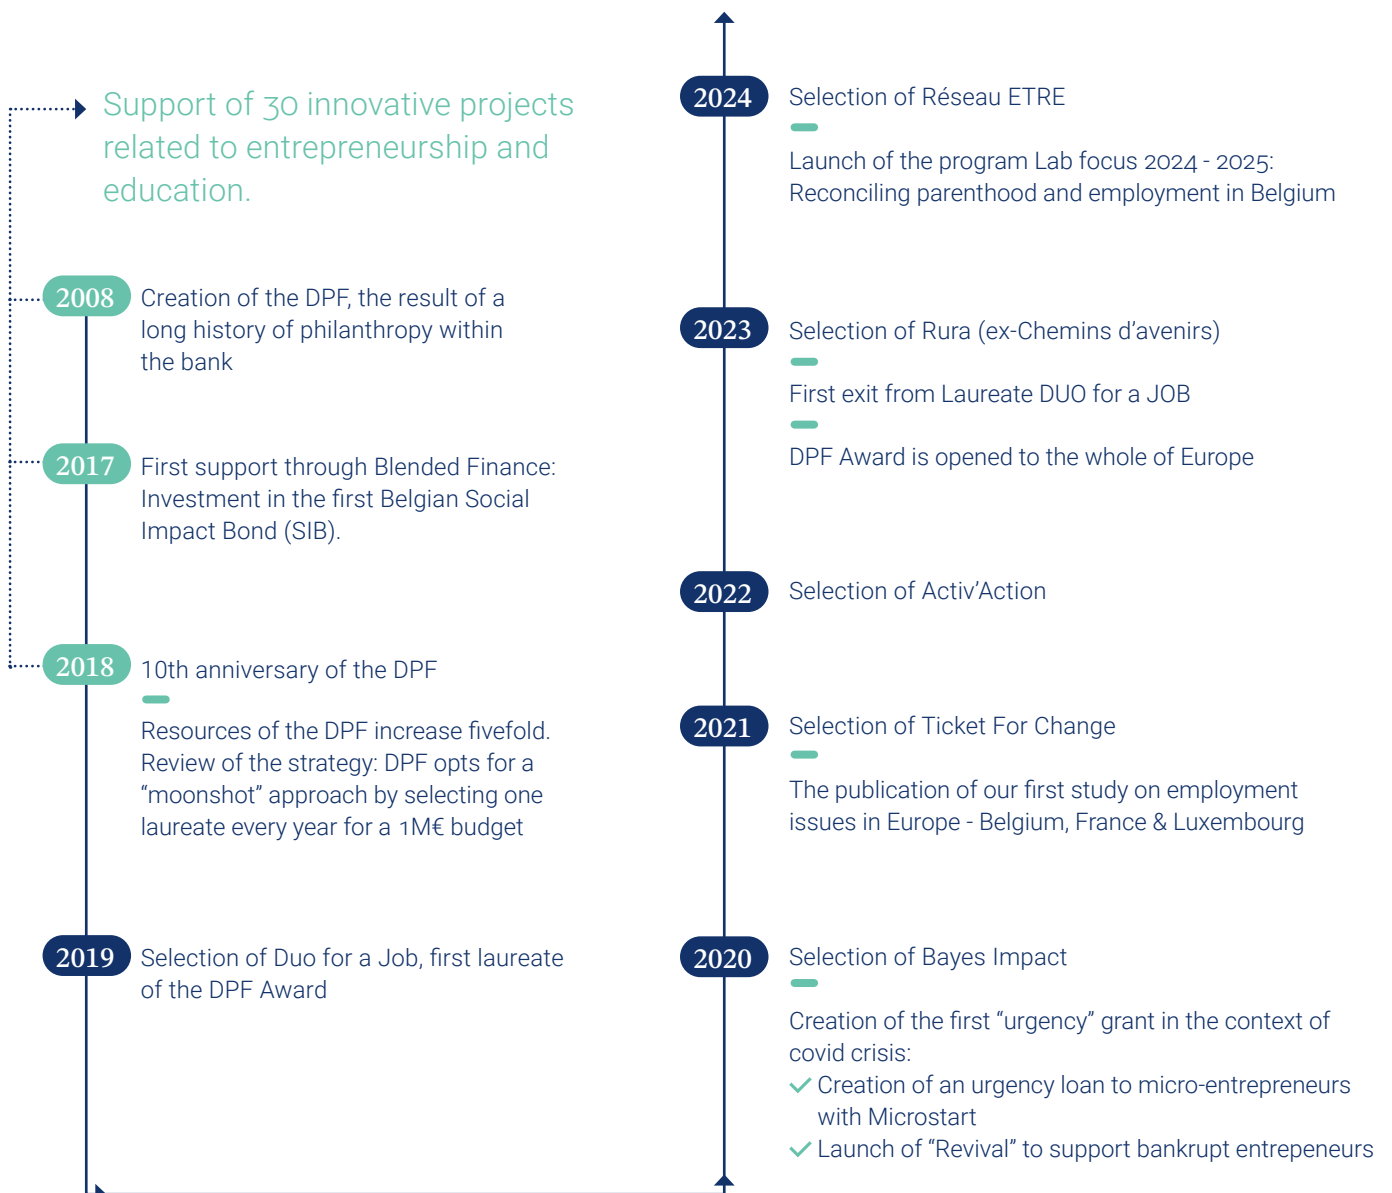 Support of 30 innovative projects
related to entrepreneurship and
education.
2008
Creation of the DPF, the result of a
long history of philanthropy within
the bank
2017
First support through Blended Finance:
Investment in the first Belgian Social
Impact Bond (SIB).
2018
10th anniversary of the DPF
Resources of the DPF increase fivefold.
Review of the strategy: DPF opts for a
“moonshot” approach by selecting one
laureate every year for a 1M€ budget
2019
Selection of Duo for a Job, first laureate
of the DPF Award
2024
Selection of Réseau ETRE
Launch of the program Lab focus 2024 - 2025:
Reconciling parenthood and employment in Belgium
2023
Selection of Rura (ex-Chemins d’avenirs)
First exit from Laureate DUO for a JOB
DPF Award is opened to the whole of Europe
2022
Selection of Activ’Action
2021
Selection of Ticket For Change
The publication of our first study on employment
issues in Europe - Belgium, France & Luxembourg
2020
Selection of Bayes Impact
Creation of the first “urgency” grant in the context of
covid crisis:
Creation of an urgency loan to micro-entrepreneurs
with Microstart
Launch of “Revival” to support bankrupt entrepeneurs